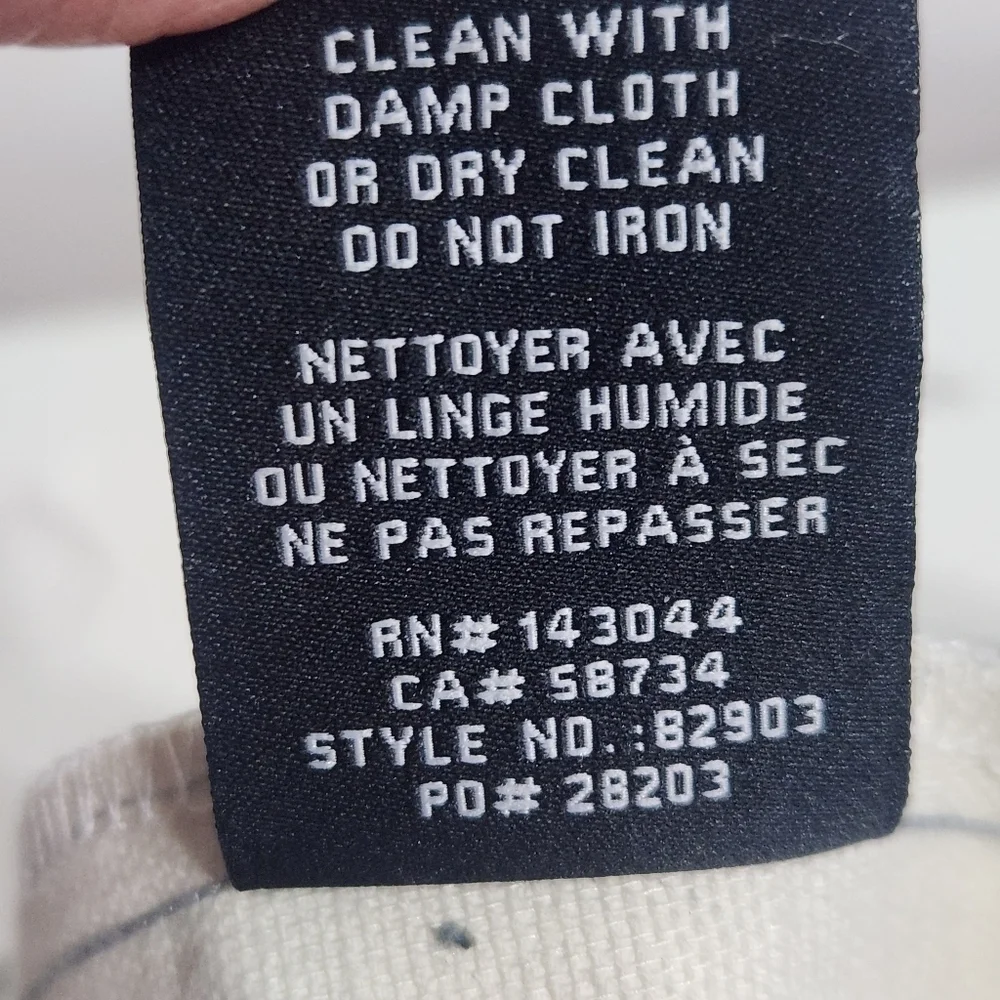 CLEAN WITH
DAMP CLOTH
OR DRY CLEAN
DO NOT IRON
NETTOYER AVEC
UN LINGE HUMIDE
OU NETTOYER À SEC
NE PAS REPASSER
RN# 143044
CA# 58734
STYLE NO.:82903
PO# 28203